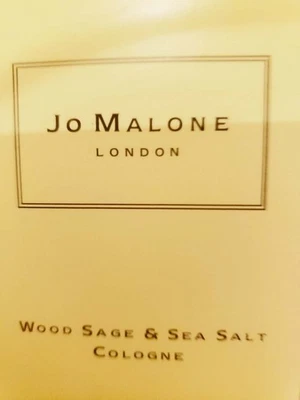 JO MALONE
LONDON
WOOD SAGE & SEA SALT
COLOGNE